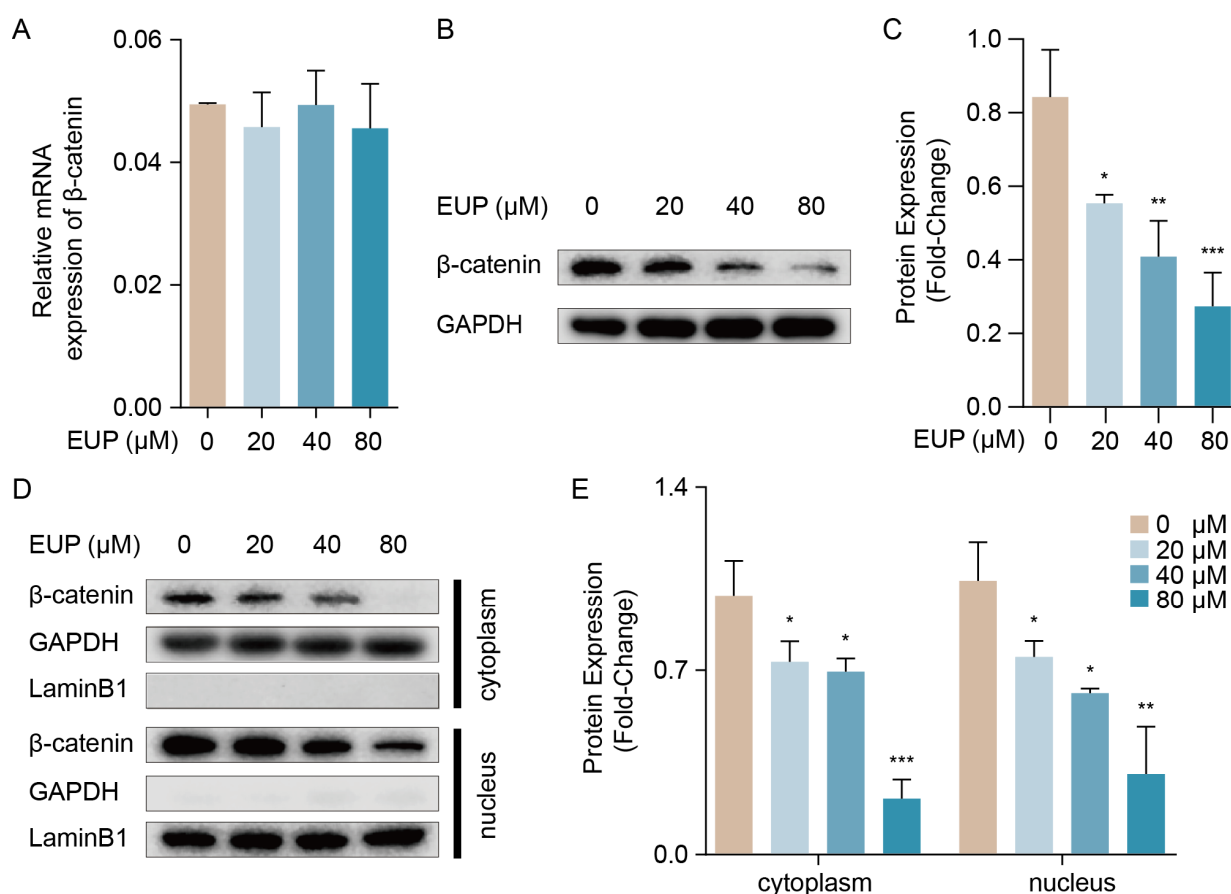 A
Relative mRNA
expression of β-catenin
0.06
0.04
0.02
0.00
EUP (μM) 0 20 40 80
B
EUP (μM) 0 20 40 80
β-catenin
GAPDH
C
Protein Expression
(Fold-Change)
1.0
0.8
0.6
0.4
0.2
0.0
* ** ***
EUP (μM) 0 20 40 80
D
EUP (μM) 0 20 40 80
β-catenin
GAPDH
LaminB1
cytoplasm
β-catenin
GAPDH
LaminB1
nucleus
E
Protein Expression
(Fold-Change)
1.4
0.7
0.0
* * ***
* * **
cytoplasm nucleus
0 μM
20 μM
40 μM
80 μM